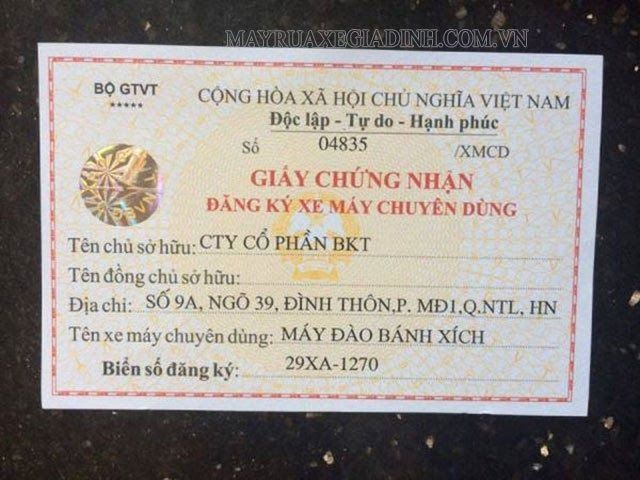 MAYRUAXEGIADINH.COM.VN
BỘ GTVT
*****
CỘNG HÒA XÃ HỘI CHỦ NGHĨA VIỆT NAM
Độc lập - Tự do - Hạnh phúc
Số 04835 /XMCD
GIẤY CHỨNG NHẬN
ĐĂNG KÝ XE MÁY CHUYÊN DÙNG
Tên chủ sở hữu: CTY CỔ PHẦN BKT
Tên đồng chủ sở hữu:
Địa chỉ: SỐ 9A, NGÕ 39, ĐÌNH THÔN,P. MĐ1,Q.NTL, HN
Tên xe máy chuyên dùng: MÁY ĐÀO BÁNH XÍCH
Biển số đăng ký: 29XA-1270